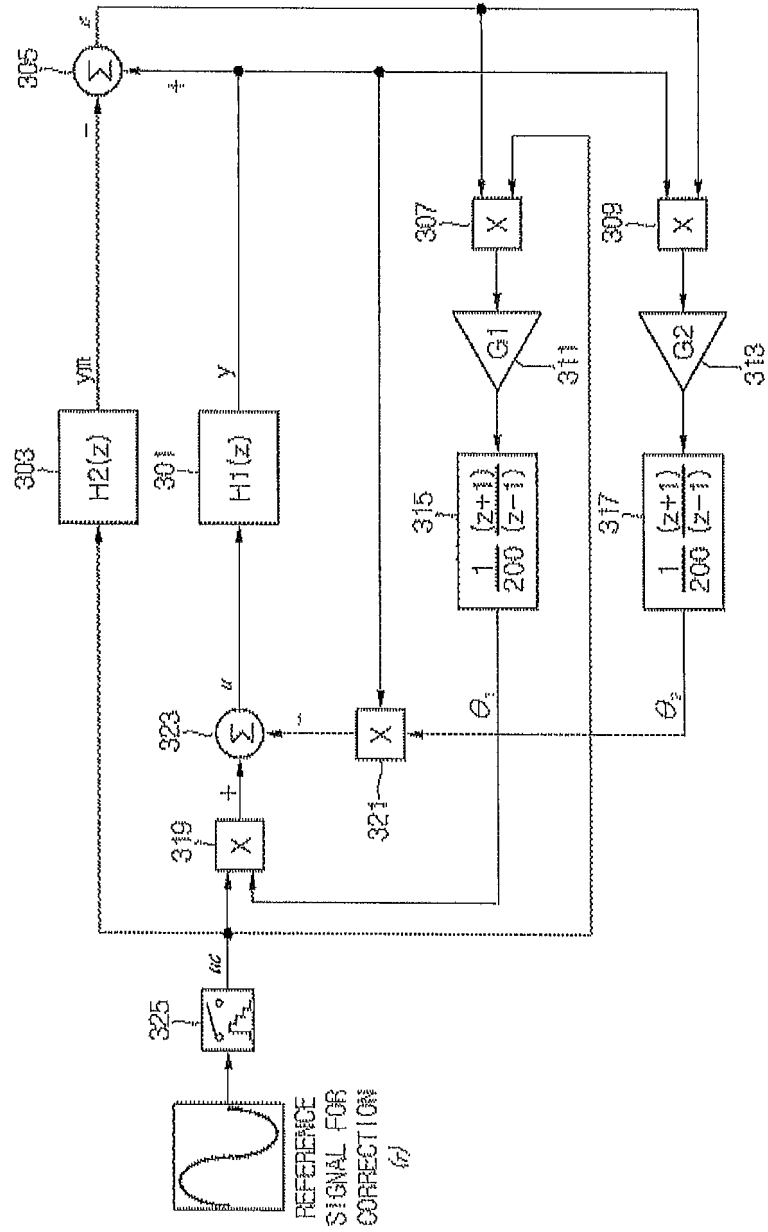 303
H2(z)
ym
−
305
Σ
ε
+
301
H1(z)
y
323
Σ
u
+
−
319
X
321
X
325
uc
REFERENCE
SIGNAL FOR
CORRECTION
(r)
307
X
G1
311
315
1 (z+1)
200 (z-1)
θ₁
309
X
G2
313
317
1 (z+1)
200 (z-1)
θ₂